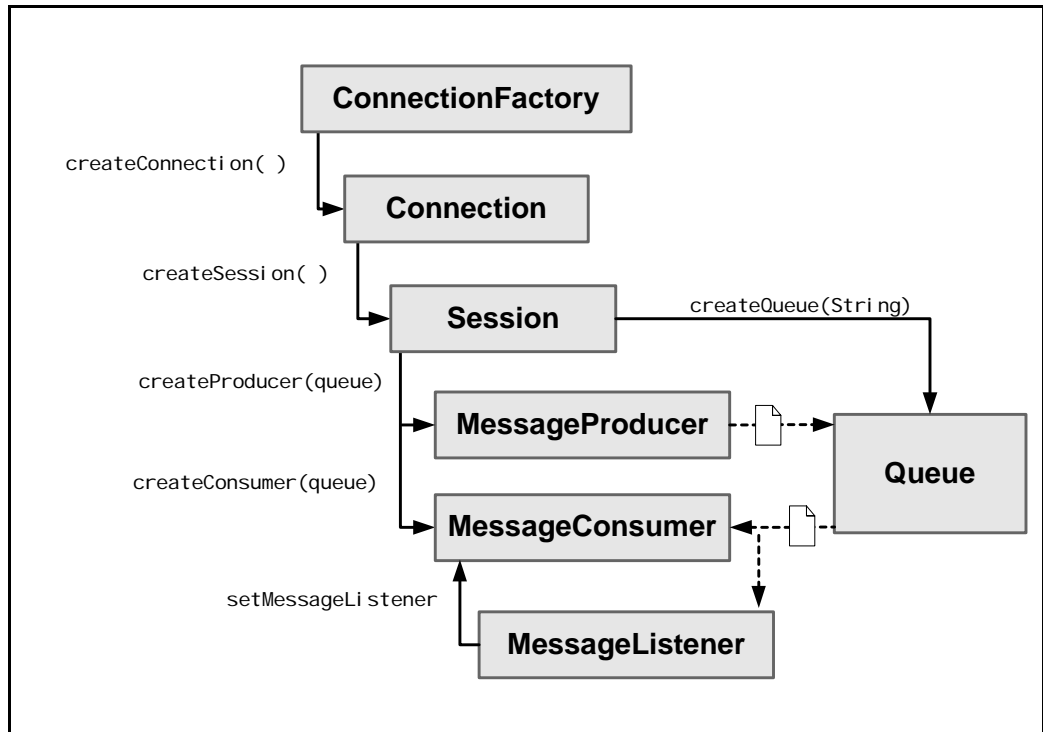 ConnectionFactory
createConnection( )
Connection
createSession( )
Session
createQueue(String)
createProducer(queue)
MessageProducer
Queue
createConsumer(queue)
MessageConsumer
setMessageListener
MessageListener